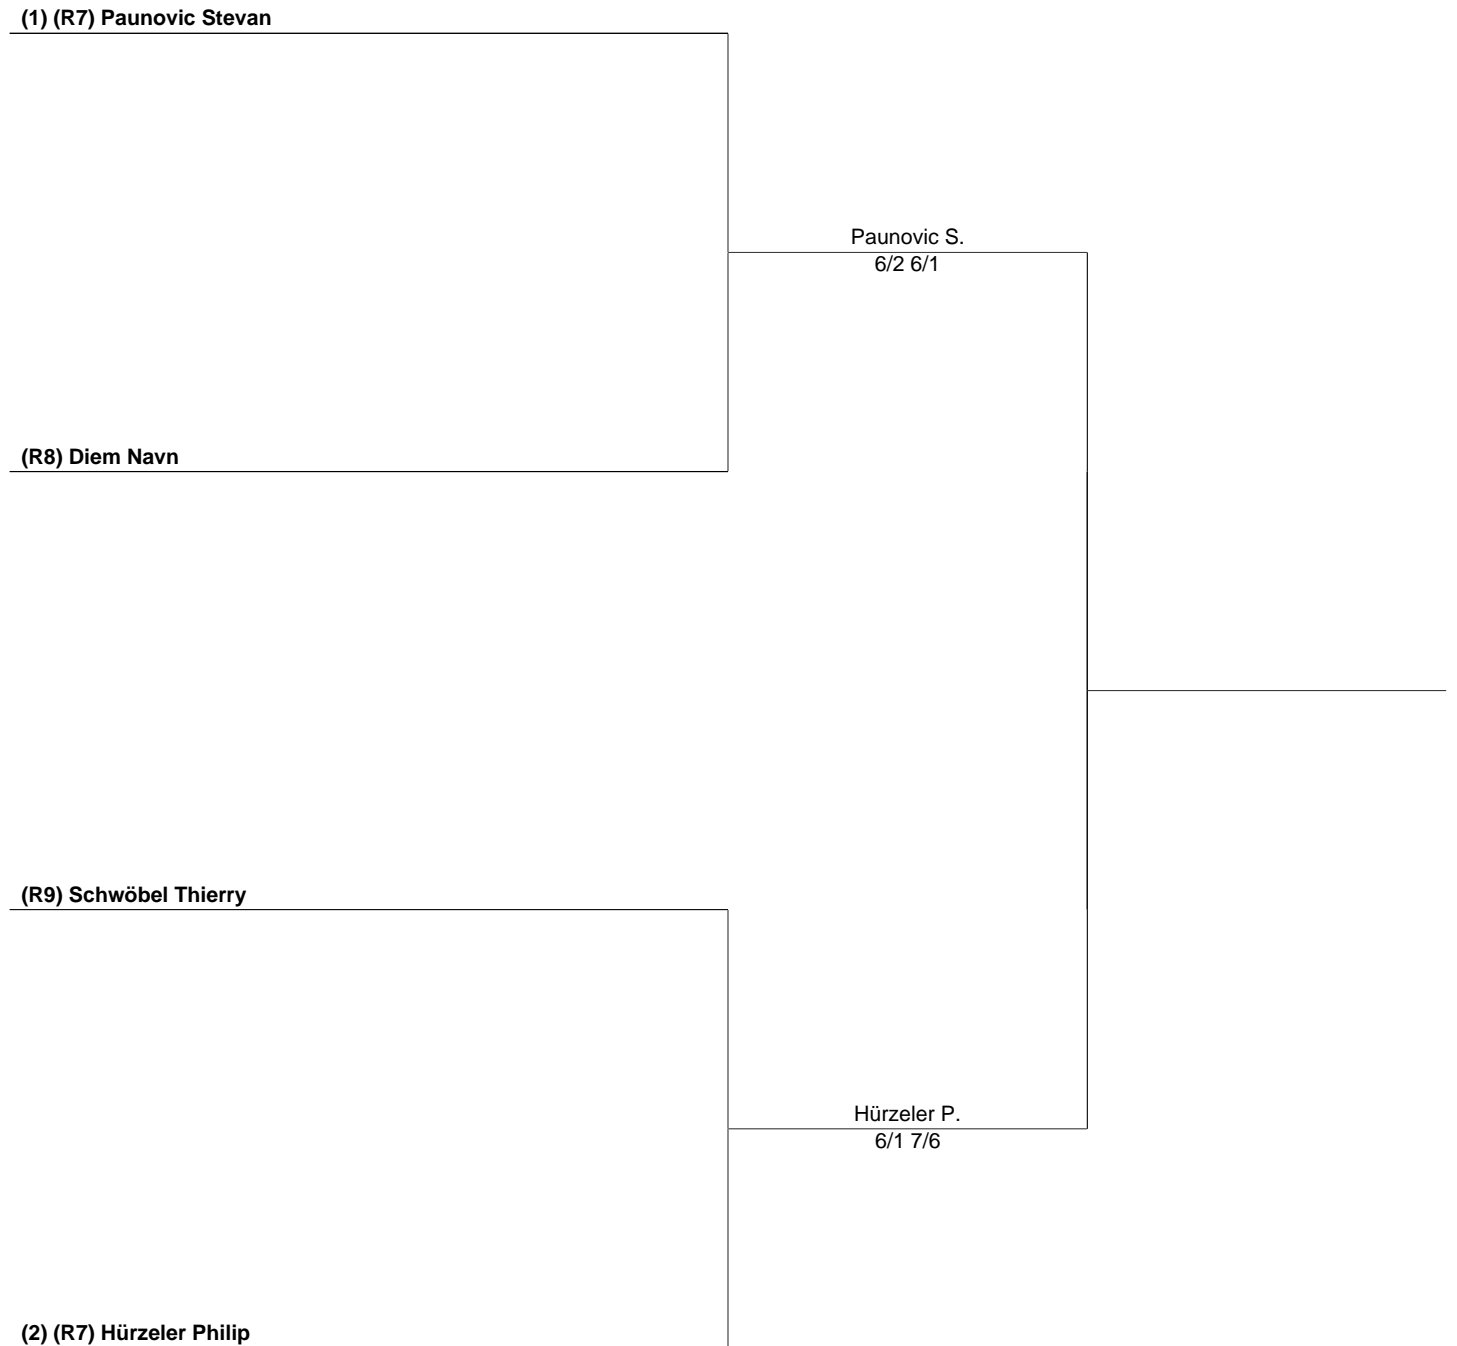 (1) (R7) Paunovic Stevan
Paunovic S.
6/2 6/1
(R8) Diem Navn
(R9) Schwöbel Thierry
Hürzeler P.
6/1 7/6
(2) (R7) Hürzeler Philip